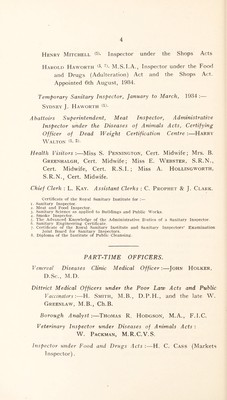 4
Henry Mitchell (2). Inspector under the Shops Acts
Harold Haworth (2, 7). M.S.I.A., Inspector under the Food
and Drugs (Adulteration) Act and the Shops Act.
Appointed 6th August, 1934.
Temporary Sanitary Inspector, January to March, 1934 :—
Sydney J. Haworth
Abattoirs Superintendent, Meat Inspector, Administrative
Inspector under the Diseases of Animals Acts, Certifying
Officer of Dead Weight Certification Centre :—Harry
Walton (2, 3).
Health Visitors :—Miss S. Pennington, Cert. Midwife; Mrs. B.
Greenhalgh, Cert. Midwife; Miss E. Webster, S.R.N.,
Cert. Midwife, Cert. R.S.I.; Miss A. Hollingworth,
S.R.N., Cert. Midwife.
Chief Clerk : L. Kay. Assistant Clerks : C. Prophet & J. Clare.
Certificate of the Royal Sanitary Institute for :—
1. Sanitary Inspector.
2. Meat and Food Inspector
3. Sanitary Science as applied to Buildings and Public Works.
4. Smoke Inspector.
5. The Advanced Knowledge of the Administrative Duties of a Sanitary Inspector.
6. Sanitary Engineering Certificate.
7. Certificate of the Royal Sanitary Institute and Sanitary Inspectors' Examination
Joint Board for Sanitary Inspectors.
8. Diploma of the Institute of Public Cleansing
PART-TIME OFFICERS.
Venereal Diseases Clinic Medical Officer :—John Holker,
D.Sc., M.D.
District Medical Officers under the Poor Law Acts and Public
Vaccinators :—H. Smith, M.B., D.P.H., and the late W.
Greenlaw, M.B., Ch.B.
Borough Analyst :—Thomas R. Hodgson, M.A., F.I.C.
Veterinary Inspector under Diseases of Animals Acts :
W. Packman, M.R.C.V.S.
Inspector under Food and Drugs Acts :—H. C. Carr (Markets
Inspector).